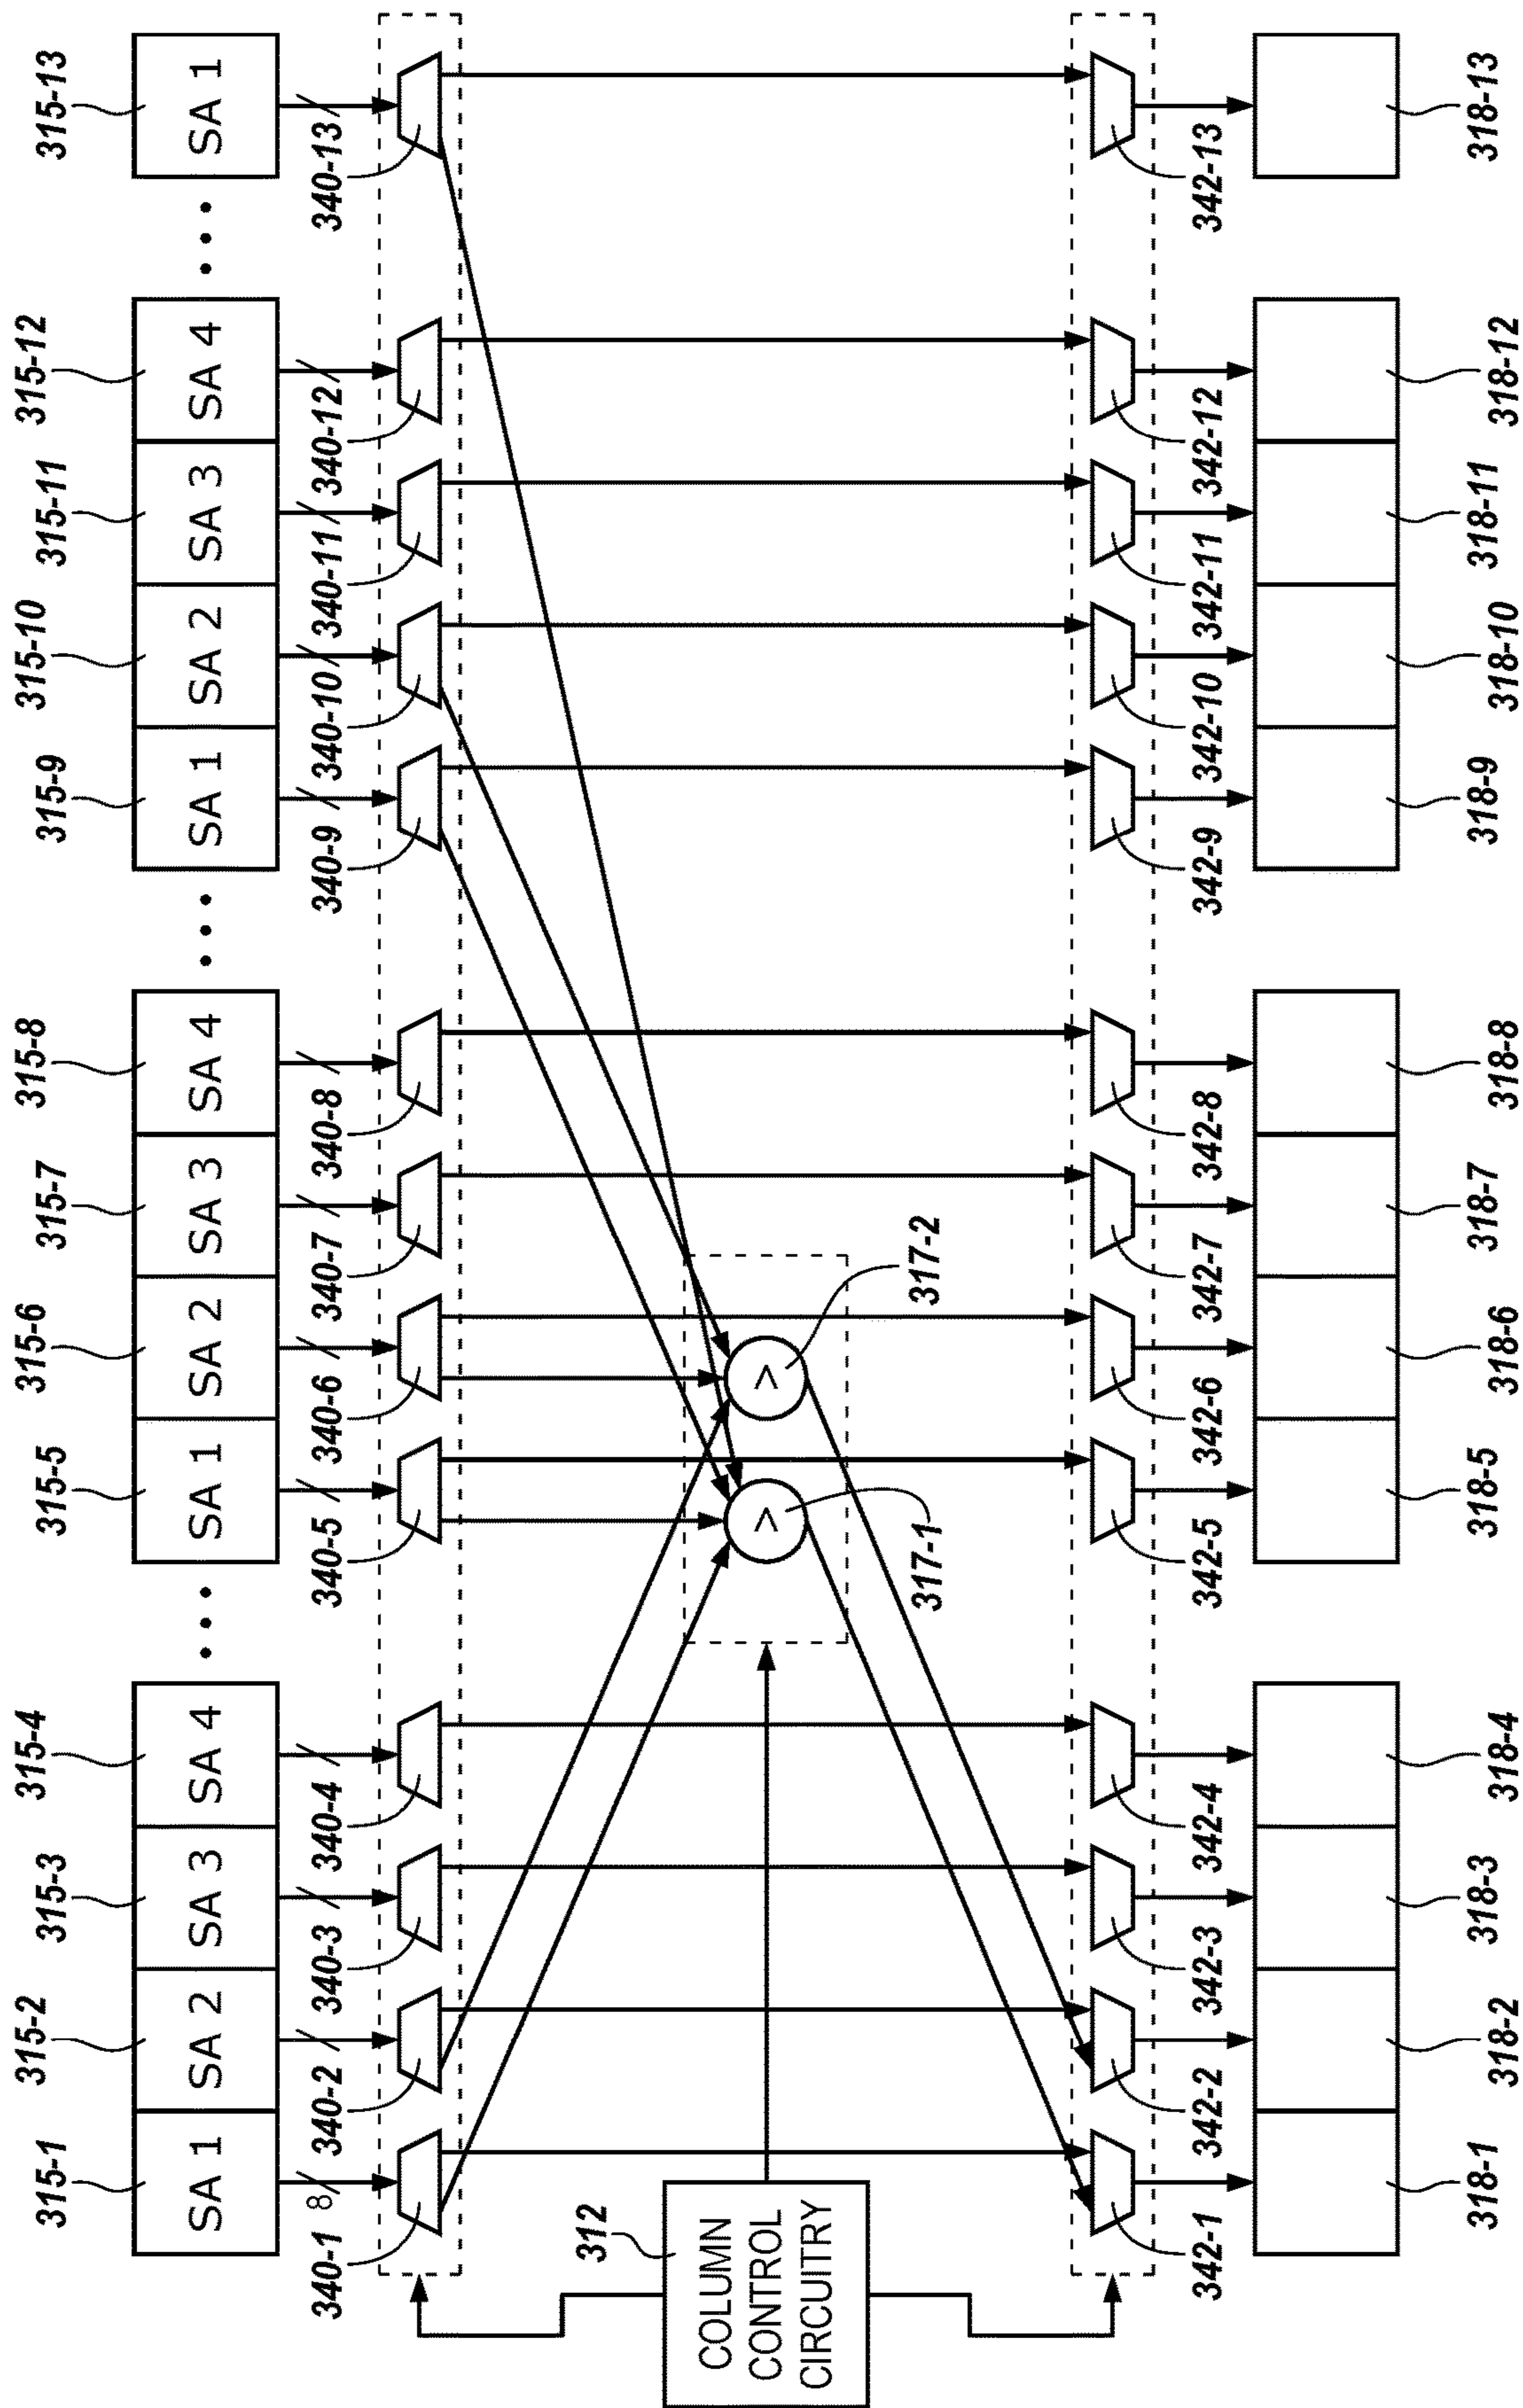 315-1 315-2 315-3 315-4 315-5 315-6 315-7 315-8 315-9 315-10 315-11 315-12 315-13
SA 1 SA 2 SA 3 SA 4 ••• SA 1 SA 2 SA 3 SA 4 ••• SA 1 SA 2 SA 3 SA 4 ••• SA 1
8
340-1 340-2 340-3 340-4 340-5 340-6 340-7 340-8 340-9 340-10 340-11 340-12 340-13
312
COLUMN
CONTROL
CIRCUITRY
> >
317-1 317-2
342-1 342-2 342-3 342-4 342-5 342-6 342-7 342-8 342-9 342-10 342-11 342-12 342-13
318-1 318-2 318-3 318-4 318-5 318-6 318-7 318-8 318-9 318-10 318-11 318-12 318-13